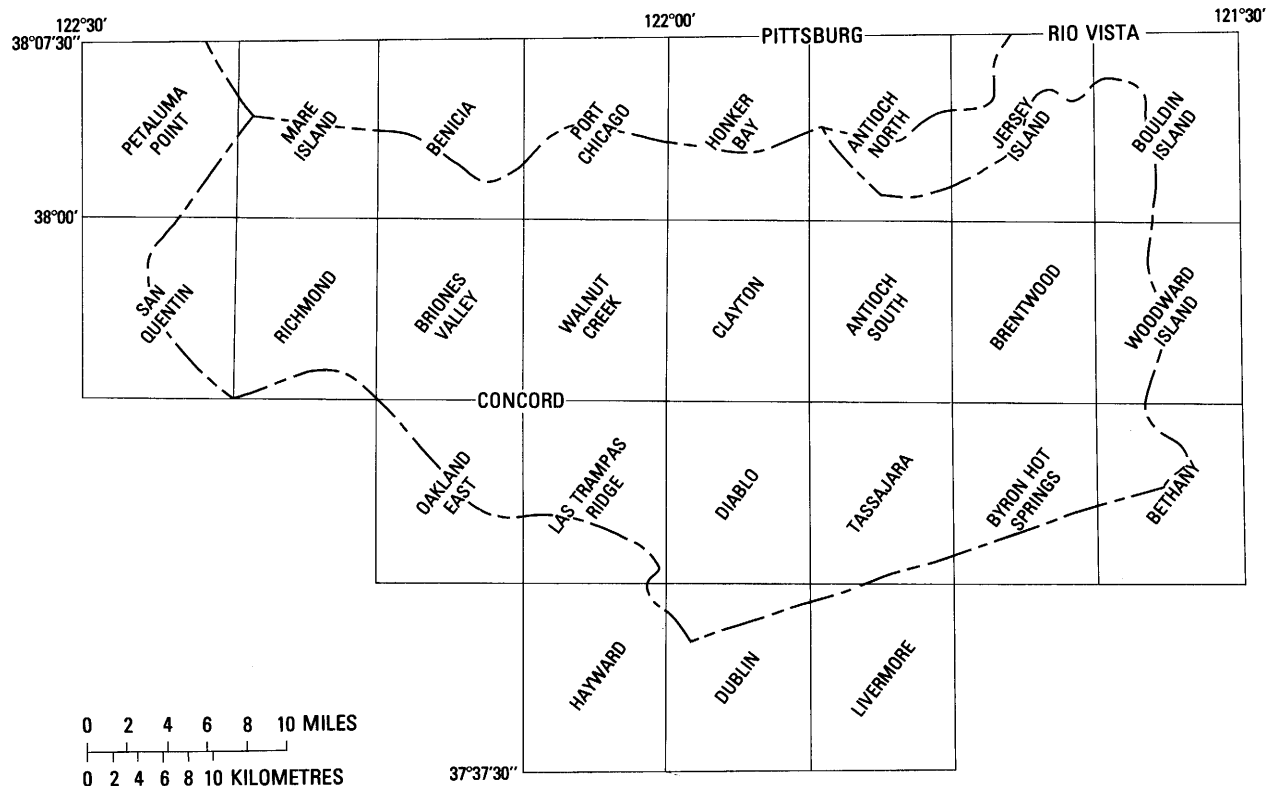 122°30′ 122°00′ 121°30′
38°07′30″ PITTSBURG RIO VISTA
PETALUMA
POINT
MARE
ISLAND
BENICIA
PORT
CHICAGO
HONKER
BAY
ANTIOCH
NORTH
JERSEY
ISLAND
BOULDIN
ISLAND
38°00′
SAN
QUENTIN
RICHMOND
BRIONES
VALLEY
WALNUT
CREEK
CLAYTON
ANTIOCH
SOUTH
BRENTWOOD
WOODWARD
ISLAND
CONCORD
OAKLAND
EAST
LAS TRAMPAS
RIDGE
DIABLO
TASSAJARA
BYRON HOT
SPRINGS
BETHANY
HAYWARD
DUBLIN
LIVERMORE
0 2 4 6 8 10 MILES
0 2 4 6 8 10 KILOMETRES
37°37′30″